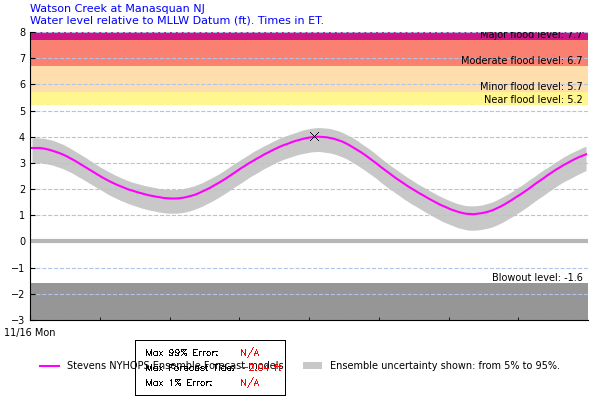 Watson Creek at Manasquan NJ
Water level relative to MLLW Datum (ft). Times in ET.
8
Major flood level: 7.7
7
Moderate flood level: 6.7
6
Minor flood level: 5.7
Near flood level: 5.2
5
4
3
2
1
0
−1
Blowout level: -1.6
−2
−3
11/16 Mon
Max 99% Error: N/A
Stevens NYHOPS Ensemble Forecast models
Ensemble uncertainty shown: from 5% to 95%.
Max Forecast Tide:
Max 1% Error: N/A